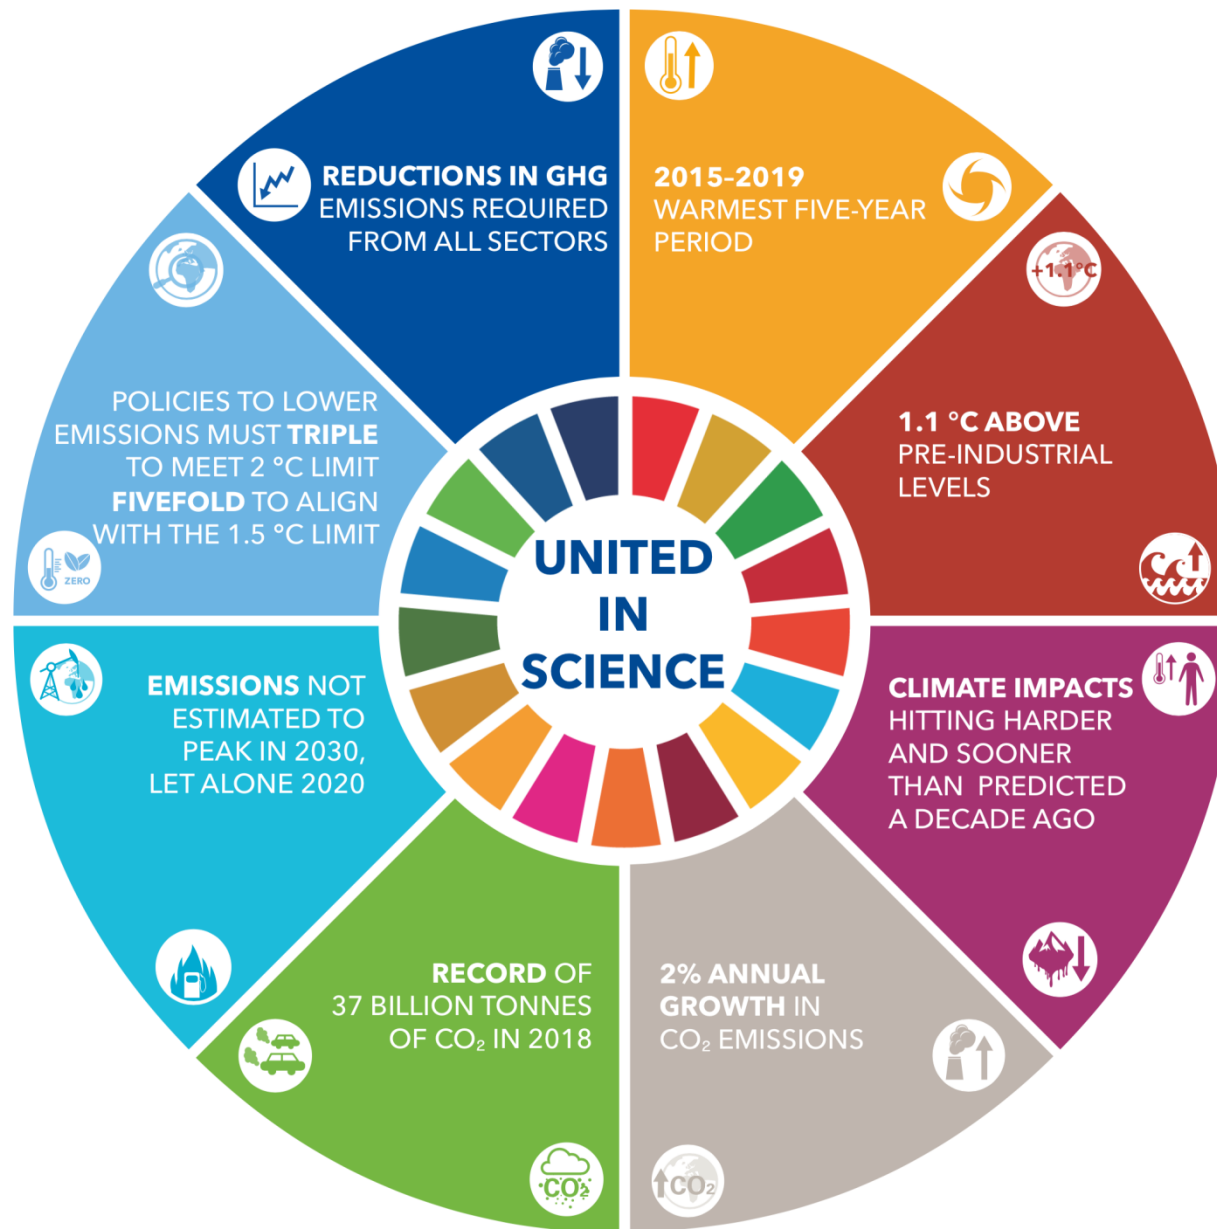 REDUCTIONS IN GHG
EMISSIONS REQUIRED
FROM ALL SECTORS
2015–2019
WARMEST FIVE-YEAR
PERIOD
+1.1°C
1.1 °C ABOVE
PRE-INDUSTRIAL
LEVELS
CLIMATE IMPACTS
HITTING HARDER
AND SOONER
THAN PREDICTED
A DECADE AGO
2% ANNUAL
GROWTH IN
CO₂ EMISSIONS
CO₂
RECORD OF
37 BILLION TONNES
OF CO₂ IN 2018
CO₂
EMISSIONS NOT
ESTIMATED TO
PEAK IN 2030,
LET ALONE 2020
POLICIES TO LOWER
EMISSIONS MUST TRIPLE
TO MEET 2 °C LIMIT
FIVEFOLD TO ALIGN
WITH THE 1.5 °C LIMIT
ZERO
UNITED
IN
SCIENCE